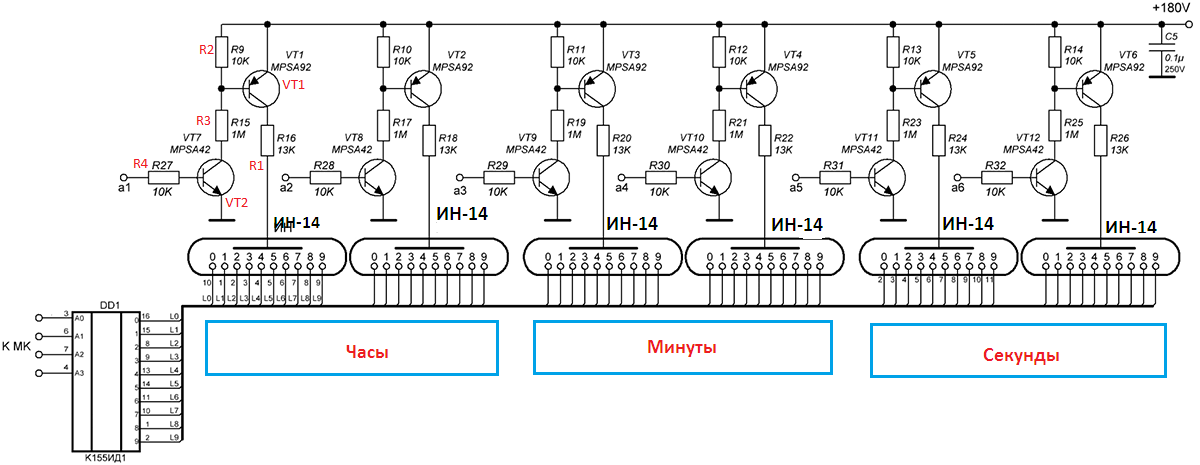 +180V
R2 R9 10K VT1 MPSA92 R10 10K VT2 MPSA92 R11 10K VT3 MPSA92 R12 10K VT4 MPSA92 R13 10K VT5 MPSA92 R14 10K VT6 MPSA92 C5 0.1µ 250V
VT1
R3 R15 1M R17 1M R19 1M R21 1M R23 1M R25 1M
VT7 MPSA42 R16 13K VT8 MPSA42 R18 13K VT9 MPSA42 R20 13K VT10 MPSA42 R22 13K VT11 MPSA42 R24 13K VT12 MPSA42 R26 13K
R4 R27 10K R1 R28 10K R29 10K R30 10K R31 10K R32 10K
a1 a2 a3 a4 a5 a6
VT2
ИН-14 ИН-14 ИН-14 ИН-14 ИН-14 ИН-14
ИН
0 1 2 3 4 5 6 7 8 9 0 1 2 3 4 5 6 7 8 9 0 1 2 3 4 5 6 7 8 9 0 1 2 3 4 5 6 7 8 9 0 1 2 3 4 5 6 7 8 9 0 1 2 3 4 5 6 7 8 9
10 1 2 3 4 5 6 7 8 9 2 3 4 5 6 7 8 9 10 11
L0 L1 L2 L3 L4 L5 L6 L7 L8 L9
DD1
3 A0 0 16 L0
6 A1 1 15 L1
7 A2 2 8 L2
4 A3 3 9 L3
К МК
4 13 L4
5 14 L5
6 11 L6
7 10 L7
8 1 L8
9 2 L9
К155ИД1
Часы
Минуты
Секунды